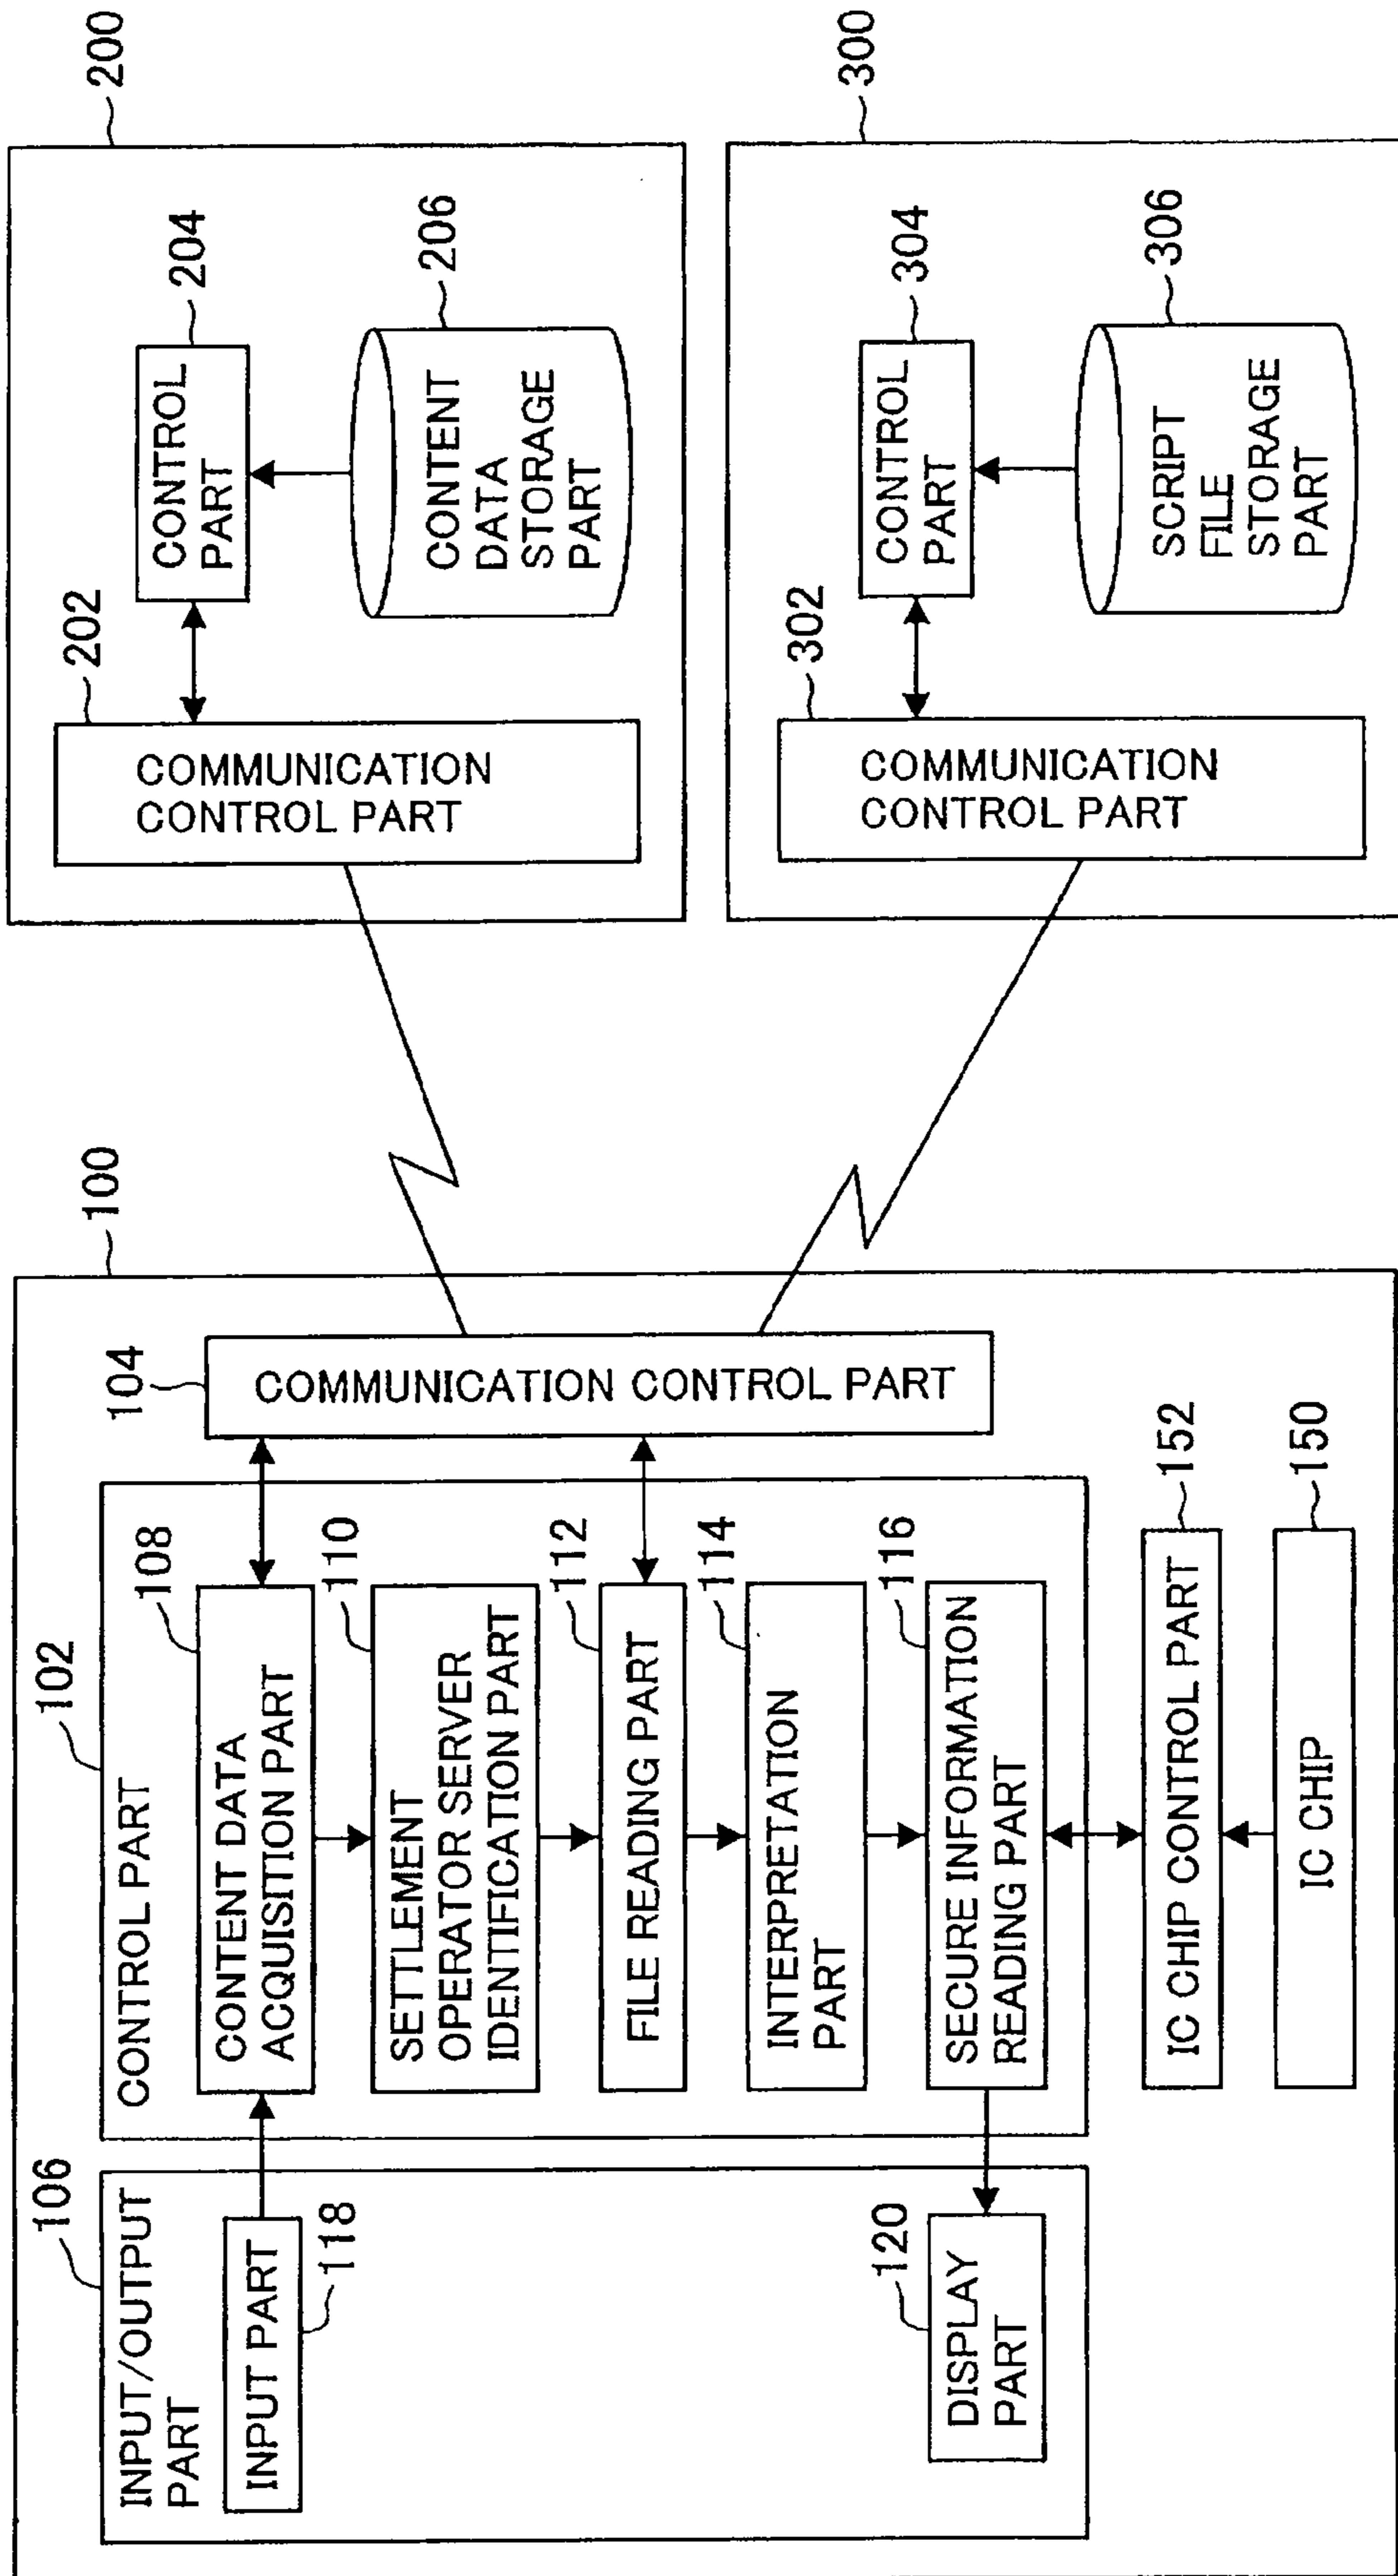 100
106
INPUT/OUTPUT
PART
INPUT PART
118
120
DISPLAY
PART
102
CONTROL PART
108
CONTENT DATA
ACQUISITION PART
110
SETTLEMENT
OPERATOR SERVER
IDENTIFICATION PART
112
FILE READING PART
114
INTERPRETATION
PART
116
SECURE INFORMATION
READING PART
152
IC CHIP CONTROL PART
150
IC CHIP
104
COMMUNICATION CONTROL PART
200
202
COMMUNICATION
CONTROL PART
204
CONTROL
PART
206
CONTENT
DATA
STORAGE
PART
300
302
COMMUNICATION
CONTROL PART
304
CONTROL
PART
306
SCRIPT
FILE
STORAGE
PART